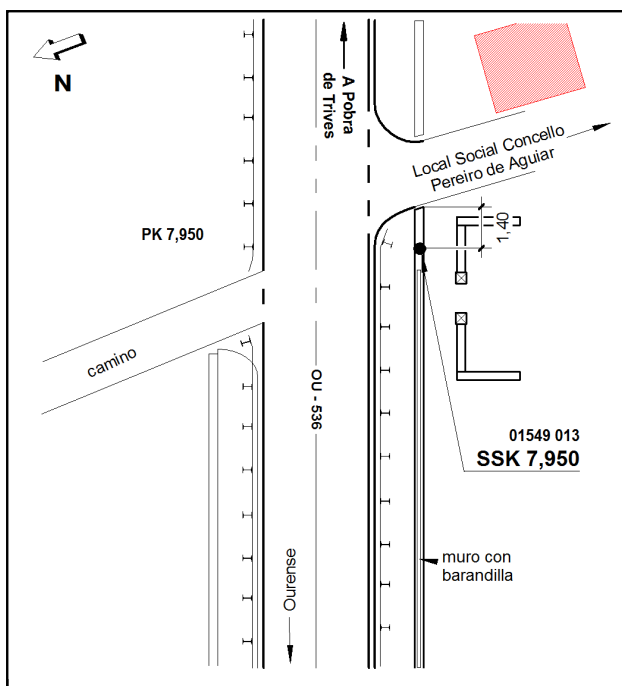 N
A Pobra
de Trives
Local Social Concello
Pereiro de Aguiar
1,40
PK 7,950
camino
OU - 536
01549 013
SSK 7,950
muro con
barandilla
Ourense